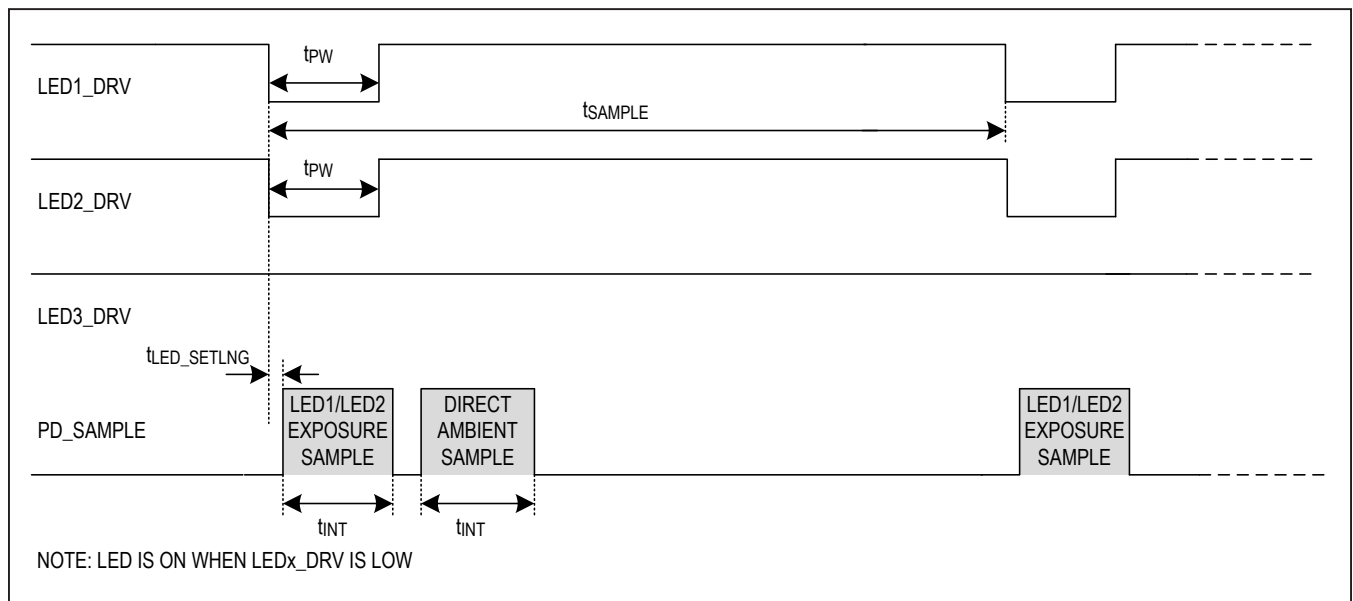 tPW
LED1_DRV
tSAMPLE
tPW
LED2_DRV
LED3_DRV
tLED_SETLNG
PD_SAMPLE
LED1/LED2
EXPOSURE
SAMPLE
DIRECT
AMBIENT
SAMPLE
LED1/LED2
EXPOSURE
SAMPLE
tINT
tINT
NOTE: LED IS ON WHEN LEDx_DRV IS LOW